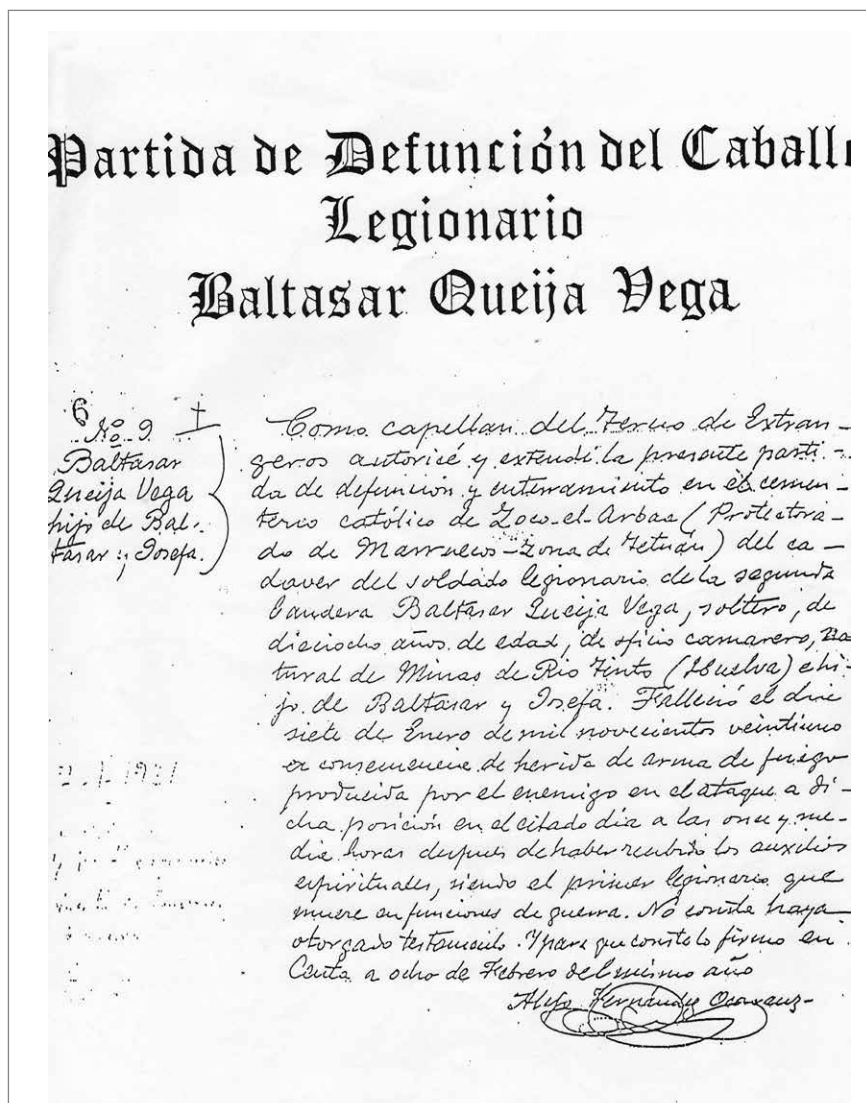 Partida de Defunción del Caball
Legionario
Baltasar Queija Vega
6
No. 9
Baltasar
Queija Vega
hijo de Bal-
tasar y Josefa.
Como capellan del Tercio de Extran-
geros autoricé y extendí la presente parti-
da de defuncion y enterramiento en el cemen-
terio católico de Zoco-el-Arbaa (Protectora-
do de Marruecos-Zona de Tetuán) del ca-
daver del soldado legionario de la segunda
bandera Baltasar Queija Vega, soltero, de
dieciocho años de edad, de oficio camarero, na
tural de Minas de Rio Tinto (Huelva) e hi-
jo de Baltasar y Josefa. Falleció el dia
siete de Enero de mil novecientos veintiuno
a consecuencia de herida de arma de fuego
producida por el enemigo en el ataque a di-
cha posición en el citado dia a las once y me-
dia horas despues de haber recibido los auxilios
espirituales, siendo el primer legionario que
muere en funciones de guerra. No consta haya
otorgado testamento. Y para que conste lo firmo en
Ceuta a ocho de Febrero del mismo año
Fernández
1921